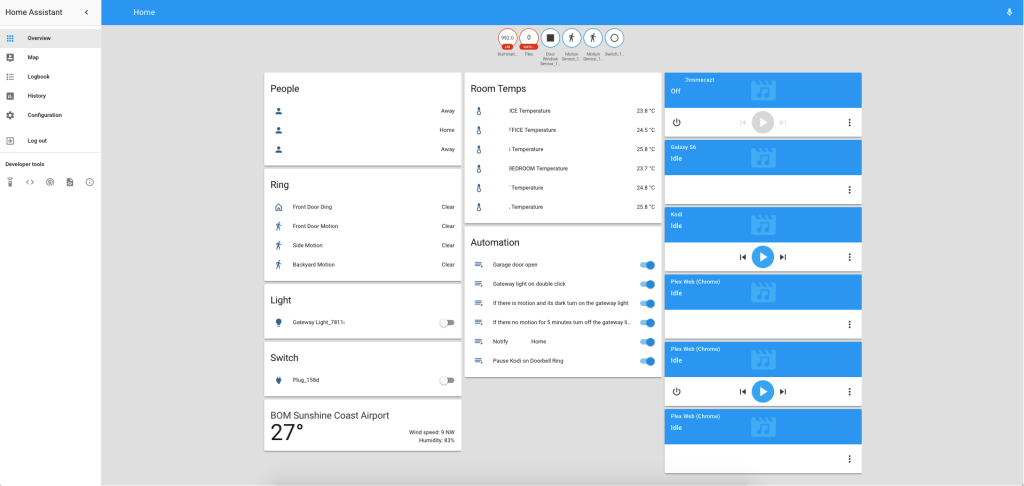 Home Assistant
Home
Overview
Map
Logbook
History
Configuration
Log out
Developer tools
992.0
0
LM
Illuminat...
Plex
Door
Window
Sensor_1...
Motion
Sensor_1...
Motion
Sensor_1...
Switch_1...
People
Away
Home
Away
Ring
Front Door Ding Clear
Front Door Motion Clear
Side Motion Clear
Backyard Motion Clear
Light
Gateway Light_7811
Switch
Plug_158d
BOM Sunshine Coast Airport
27°
Wind speed: 9 NW
Humidity: 83%
Room Temps
ICE Temperature 23.8 °C
FFICE Temperature 24.5 °C
Temperature 25.8 °C
BEDROOM Temperature 23.7 °C
Temperature 24.8 °C
Temperature 25.8 °C
Automation
Garage door open
Gateway light on double click
If there is motion and its dark turn on the gateway light
If there no motion for 5 minutes turn off the gateway li...
Notify Home
Pause Kodi on Doorbell Ring
Off
Galaxy S6
Idle
Kodi
Idle
Plex Web (Chrome)
Idle
Plex Web (Chrome)
Idle
Plex Web (Chrome)
Idle